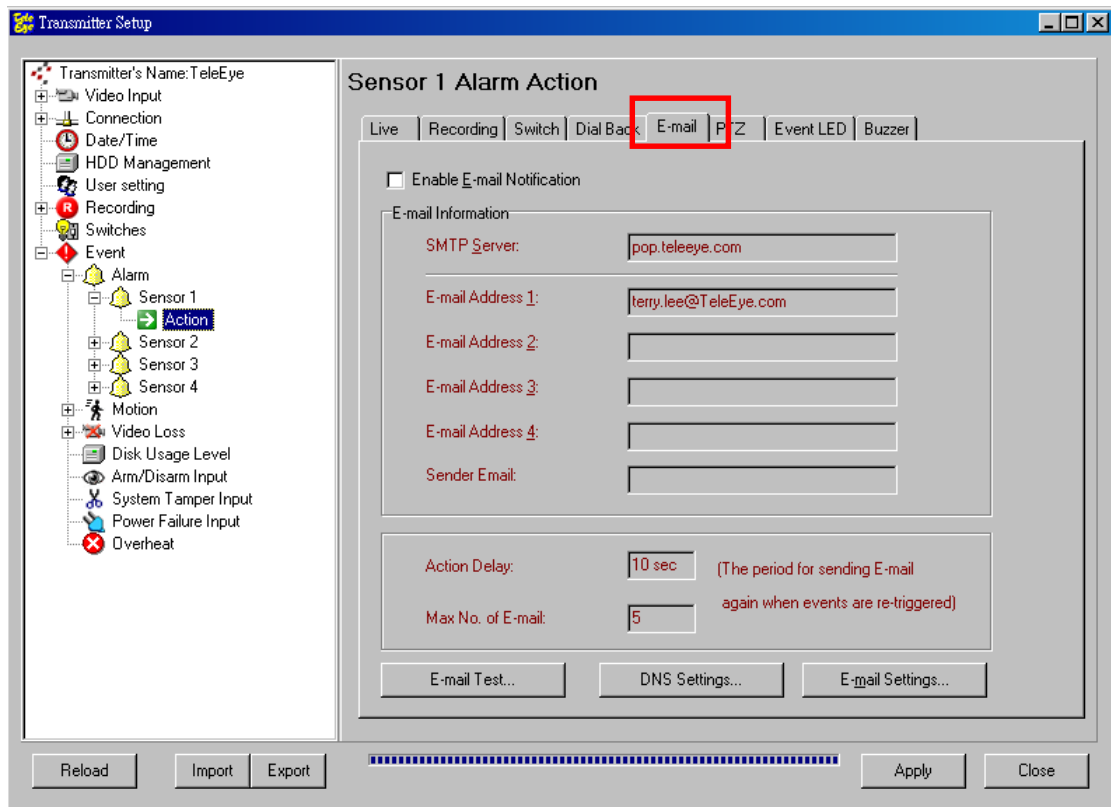 Tele Eye Transmitter Setup
Transmitter's Name:TeleEye
Video Input
Connection
Date/Time
HDD Management
User setting
R Recording
Switches
Event
Alarm
Sensor 1
Action
Sensor 2
Sensor 3
Sensor 4
Motion
Video Loss
Disk Usage Level
Arm/Disarm Input
System Tamper Input
Power Failure Input
Overheat
Sensor 1 Alarm Action
Live Recording Switch Dial Back E-mail PTZ Event LED Buzzer
Enable E-mail Notification
E-mail Information
SMTP Server: pop.teleeye.com
E-mail Address 1: terry.lee@TeleEye.com
E-mail Address 2:
E-mail Address 3:
E-mail Address 4:
Sender Email:
Action Delay: 10 sec (The period for sending E-mail
again when events are re-triggered)
Max No. of E-mail: 5
E-mail Test... DNS Settings... E-mail Settings...
Reload Import Export Apply Close